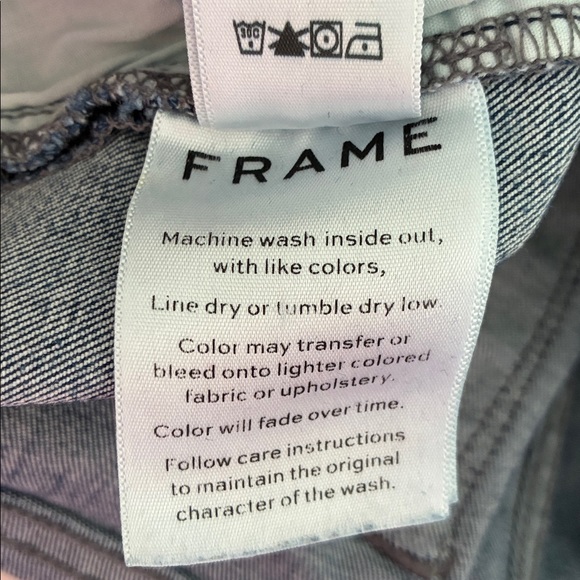 30C
FRAME
Machine wash inside out,
with like colors,
Line dry or tumble dry low.
Color may transfer or
bleed onto lighter colored
fabric or upholstery.
Color will fade over time.
Follow care instructions
to maintain the original
character of the wash.